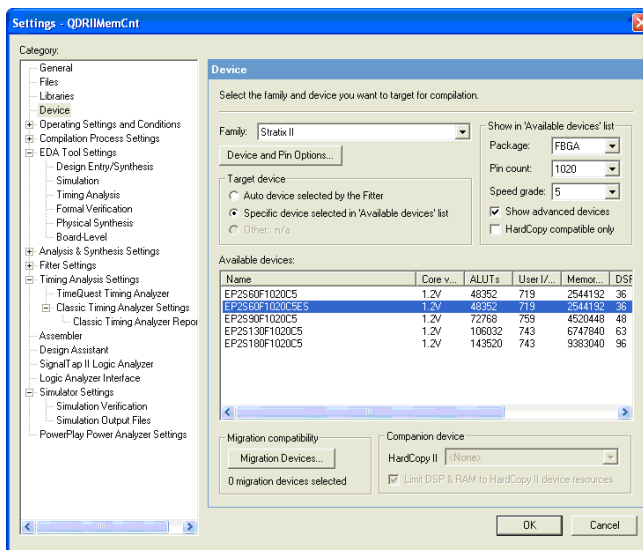 Settings - QDRIIMemCnt
Category:
General
Files
Libraries
Device
Operating Settings and Conditions
Compilation Process Settings
EDA Tool Settings
Design Entry/Synthesis
Simulation
Timing Analysis
Formal Verification
Physical Synthesis
Board-Level
Analysis & Synthesis Settings
Fitter Settings
Timing Analysis Settings
TimeQuest Timing Analyzer
Classic Timing Analyzer Settings
Classic Timing Analyzer Repor
Assembler
Design Assistant
SignalTap II Logic Analyzer
Logic Analyzer Interface
Simulator Settings
Simulation Verification
Simulation Output Files
PowerPlay Power Analyzer Settings
Device
Select the family and device you want to target for compilation.
Family: Stratix II
Device and Pin Options...
Target device
Auto device selected by the Fitter
Specific device selected in 'Available devices' list
Other: n/a
Show in 'Available devices' list
Package: FBGA
Pin count: 1020
Speed grade: 5
Show advanced devices
HardCopy compatible only
Available devices:
Name Core v... ALUTs User I/... Memor... DSP
EP2S60F1020C5 1.2V 48352 719 2544192 36
EP2S60F1020C5ES 1.2V 48352 719 2544192 36
EP2S90F1020C5 1.2V 72768 759 4520448 48
EP2S130F1020C5 1.2V 106032 743 6747840 63
EP2S180F1020C5 1.2V 143520 743 9383040 96
Migration compatibility
Migration Devices...
0 migration devices selected
Companion device
HardCopy II <None>
Limit DSP & RAM to HardCopy II device resources
OK Cancel